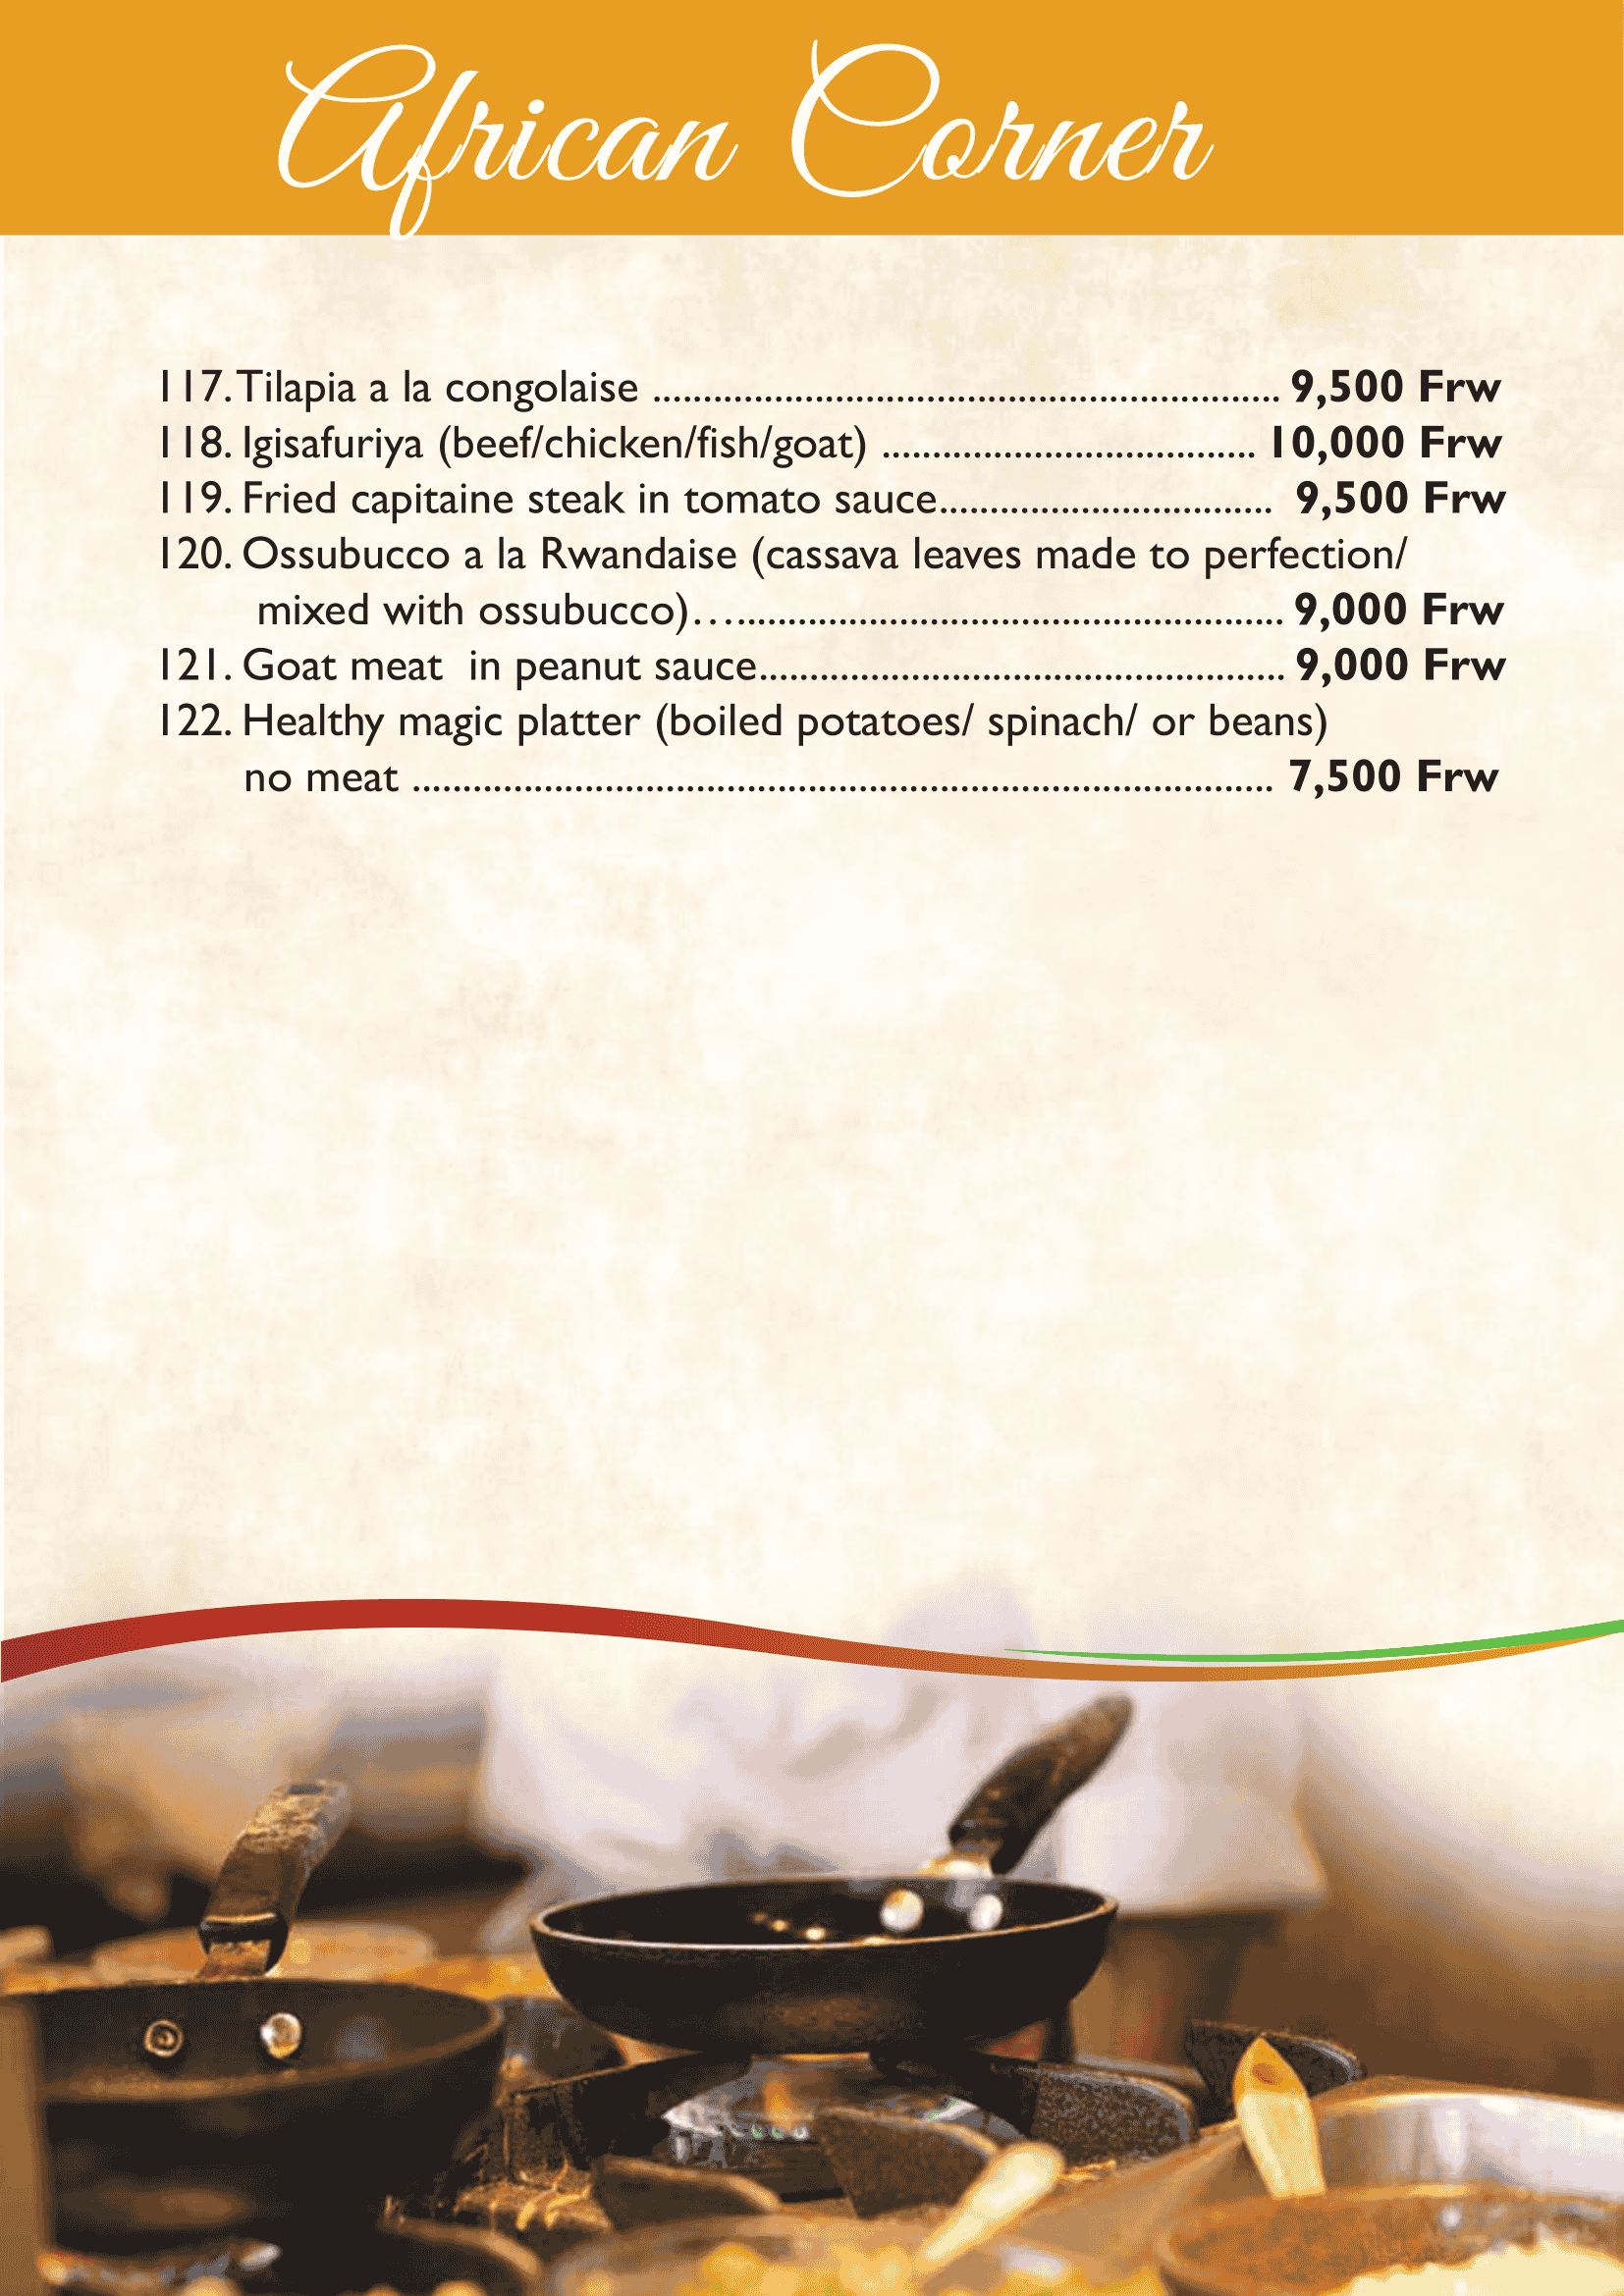 African Corner
117. Tilapia a la congolaise .............................................................. 9,500 Frw
118. Igisafuriya (beef/chicken/fish/goat) ..................................... 10,000 Frw
119. Fried capitaine steak in tomato sauce................................. 9,500 Frw
120. Ossubucco a la Rwandaise (cassava leaves made to perfection/
mixed with ossubucco)…...................................................... 9,000 Frw
121. Goat meat in peanut sauce.................................................... 9,000 Frw
122. Healthy magic platter (boiled potatoes/ spinach/ or beans)
no meat ..................................................................................... 7,500 Frw